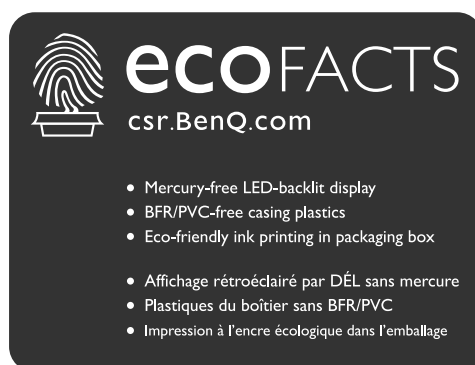 ecoFACTS
csr.BenQ.com
• Mercury-free LED-backlit display
• BFR/PVC-free casing plastics
• Eco-friendly ink printing in packaging box
• Affichage rétroéclairé par DÉL sans mercure
• Plastiques du boîtier sans BFR/PVC
• Impression à l'encre écologique dans l'emballage